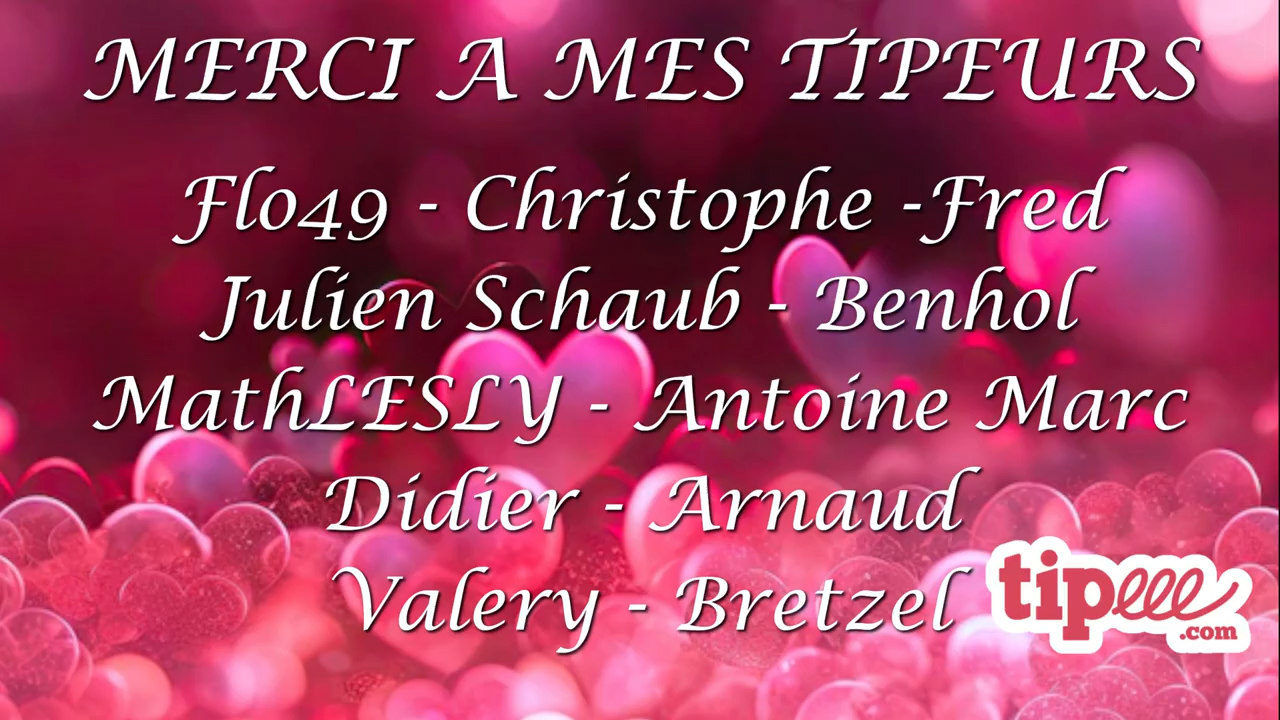 MERCI A MES TIPEURS
Flo49 - Christophe -Fred
Julien Schaub - Benhol
MathLESLY - Antoine Marc
Didier - Arnaud
Valery - Bretzel
tipeee
.com